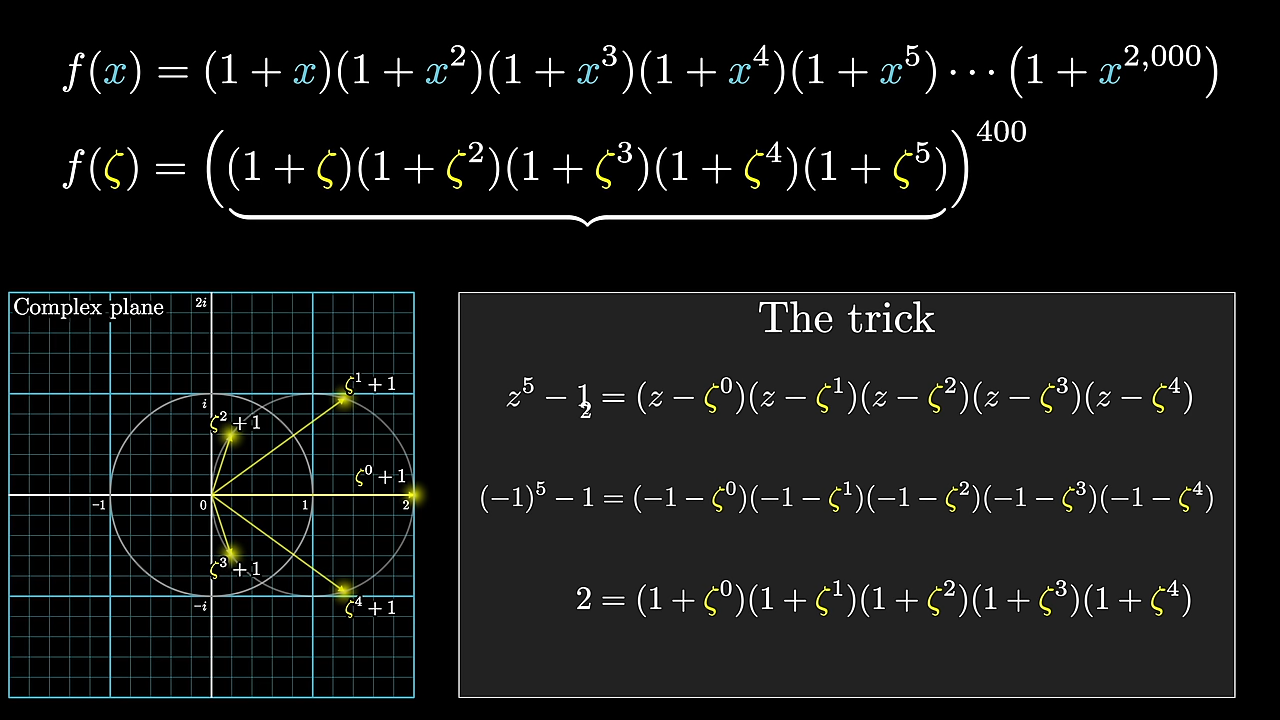 f(x) = (1 + x)(1 + x²)(1 + x³)(1 + x⁴)(1 + x⁵) ⋯ (1 + x²,⁰⁰⁰)
f(ζ) = ((1 + ζ)(1 + ζ²)(1 + ζ³)(1 + ζ⁴)(1 + ζ⁵))⁴⁰⁰
Complex plane
2i
ζ¹ + 1
i
ζ² + 1
ζ⁰ + 1
−1
0
1
2
ζ³ + 1
−i
ζ⁴ + 1
The trick
z⁵ − 1 = (z − ζ⁰)(z − ζ¹)(z − ζ²)(z − ζ³)(z − ζ⁴)
2
(−1)⁵ − 1 = (−1 − ζ⁰)(−1 − ζ¹)(−1 − ζ²)(−1 − ζ³)(−1 − ζ⁴)
2 = (1 + ζ⁰)(1 + ζ¹)(1 + ζ²)(1 + ζ³)(1 + ζ⁴)